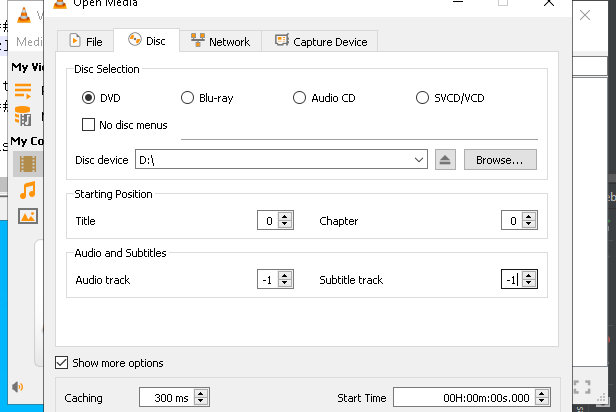 Open Media
Medi
File
Disc
Network
Capture Device
My Vi
Disc Selection
DVD
Blu-ray
Audio CD
SVCD/VCD
No disc menus
My Co
Disc device
D:\
Browse...
Starting Position
Title
0
Chapter
0
Audio and Subtitles
Audio track
-1
Subtitle track
-1
Show more options
Caching
300 ms
Start Time
00H:00m:00s.000